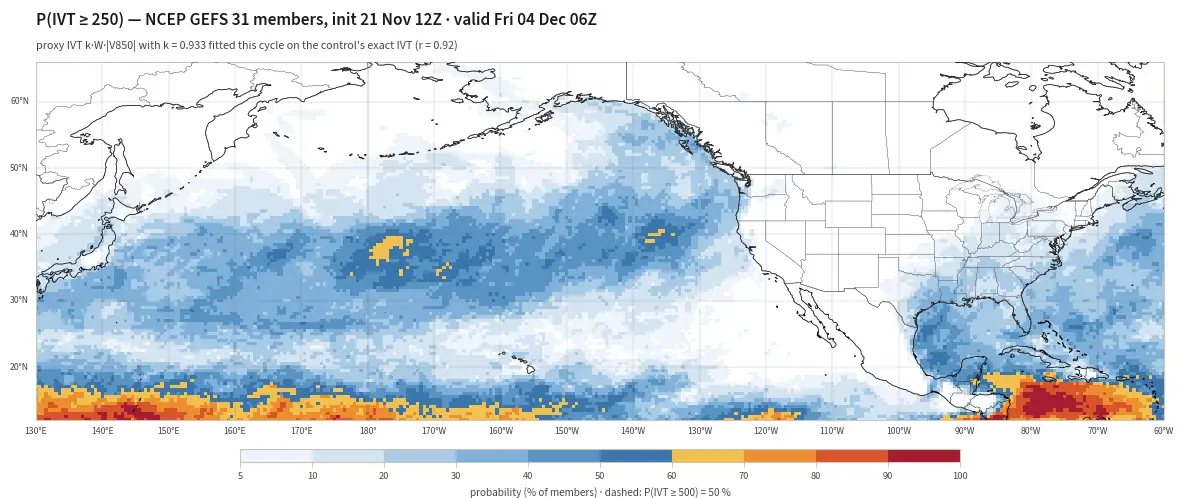 P(IVT ≥ 250) — NCEP GEFS 31 members, init 21 Nov 12Z · valid Fri 04 Dec 06Z
proxy IVT k·W·|V850| with k = 0.933 fitted this cycle on the control's exact IVT (r = 0.92)
60°N
50°N
40°N
30°N
20°N
130°E 140°E 150°E 160°E 170°E 180° 170°W 160°W 150°W 140°W 130°W 120°W 110°W 100°W 90°W 80°W 70°W 60°W
5 10 20 30 40 50 60 70 80 90 100
probability (% of members) · dashed: P(IVT ≥ 500) = 50 %